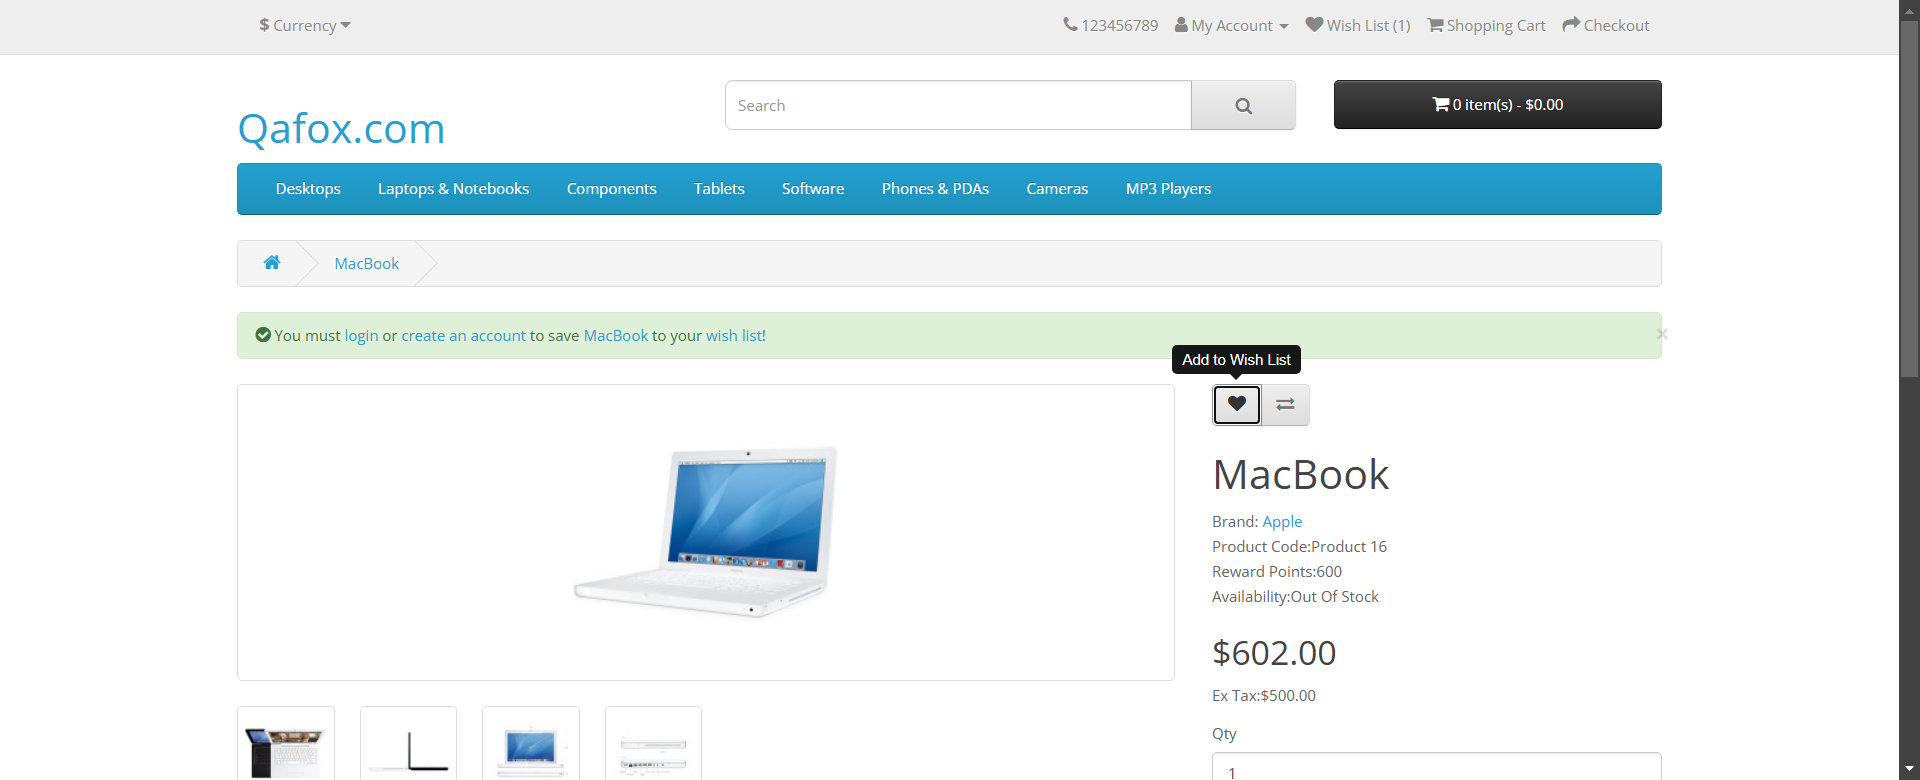 $ Currency
123456789 My Account Wish List (1) Shopping Cart Checkout
Search
0 item(s) - $0.00
Qafox.com
Desktops Laptops & Notebooks Components Tablets Software Phones & PDAs Cameras MP3 Players
MacBook
You must login or create an account to save MacBook to your wish list!
×
Add to Wish List
MacBook
Brand: Apple
Product Code:Product 16
Reward Points:600
Availability:Out Of Stock
$602.00
Ex Tax:$500.00
Qty
1